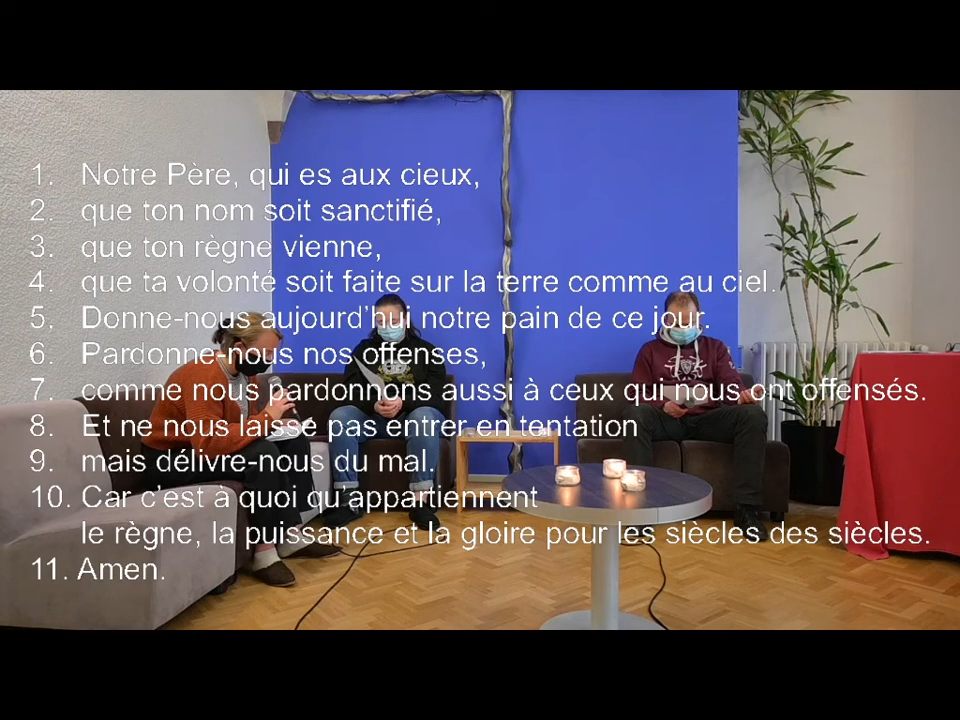 1. Notre Père, qui es aux cieux,
2. que ton nom soit sanctifié,
3. que ton règne vienne,
4. que ta volonté soit faite sur la terre comme au ciel.
5. Donne-nous aujourd’hui notre pain de ce jour.
6. Pardonne-nous nos offenses,
7. comme nous pardonnons aussi à ceux qui nous ont offensés.
8. Et ne nous laisse pas entrer en tentation
9. mais délivre-nous du mal.
10. Car c’est à quoi qu’appartiennent
le règne, la puissance et la gloire pour les siècles des siècles.
11. Amen.